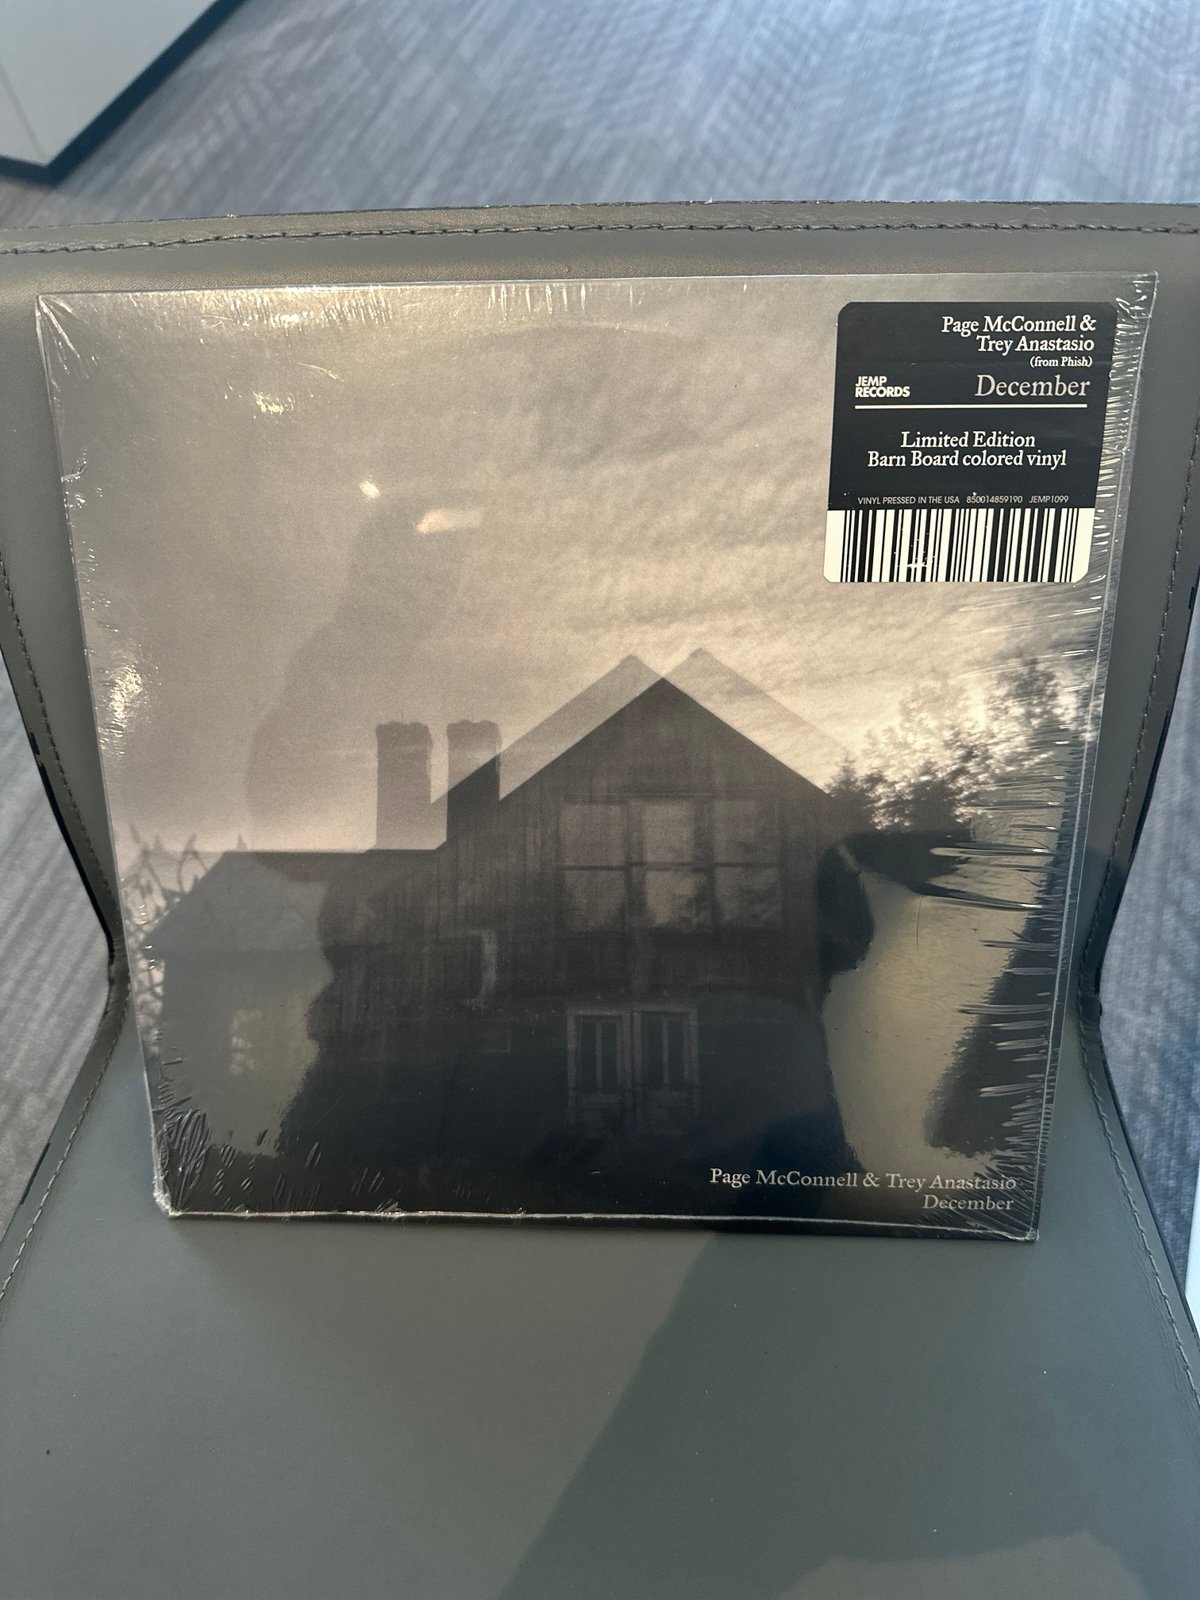 Page McConnell &
Trey Anastasio
(from Phish)
JEMP
RECORDS
December
Limited Edition
Barn Board colored vinyl
VINYL PRESSED IN THE USA 850014859190 JEMP1099
Page McConnell & Trey Anastasio
December